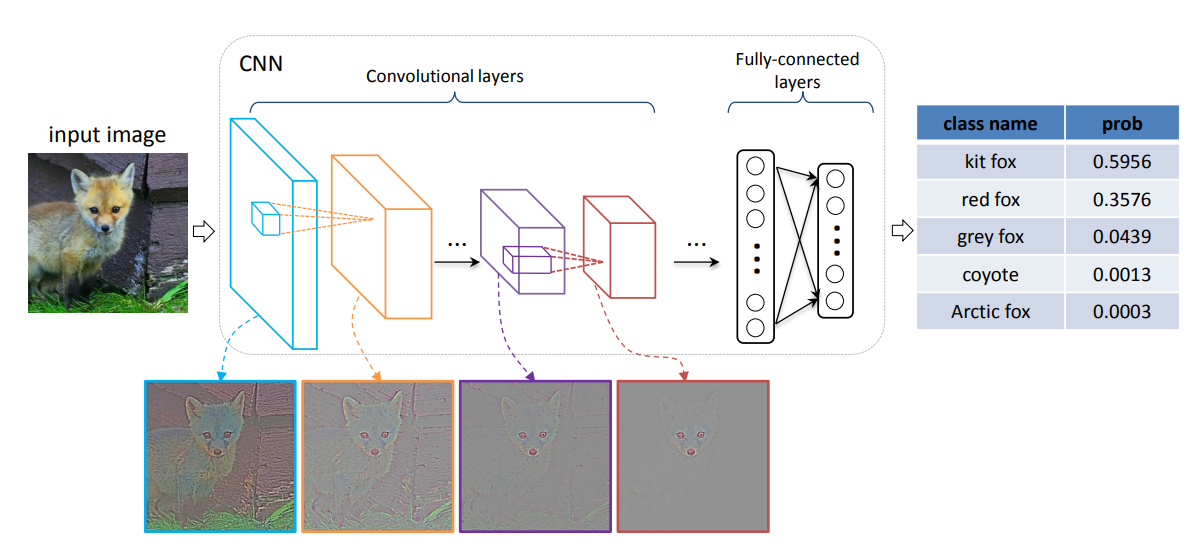 CNN
Convolutional layers
Fully-connected
layers
input image
...
...
class name prob
kit fox 0.5956
red fox 0.3576
grey fox 0.0439
coyote 0.0013
Arctic fox 0.0003